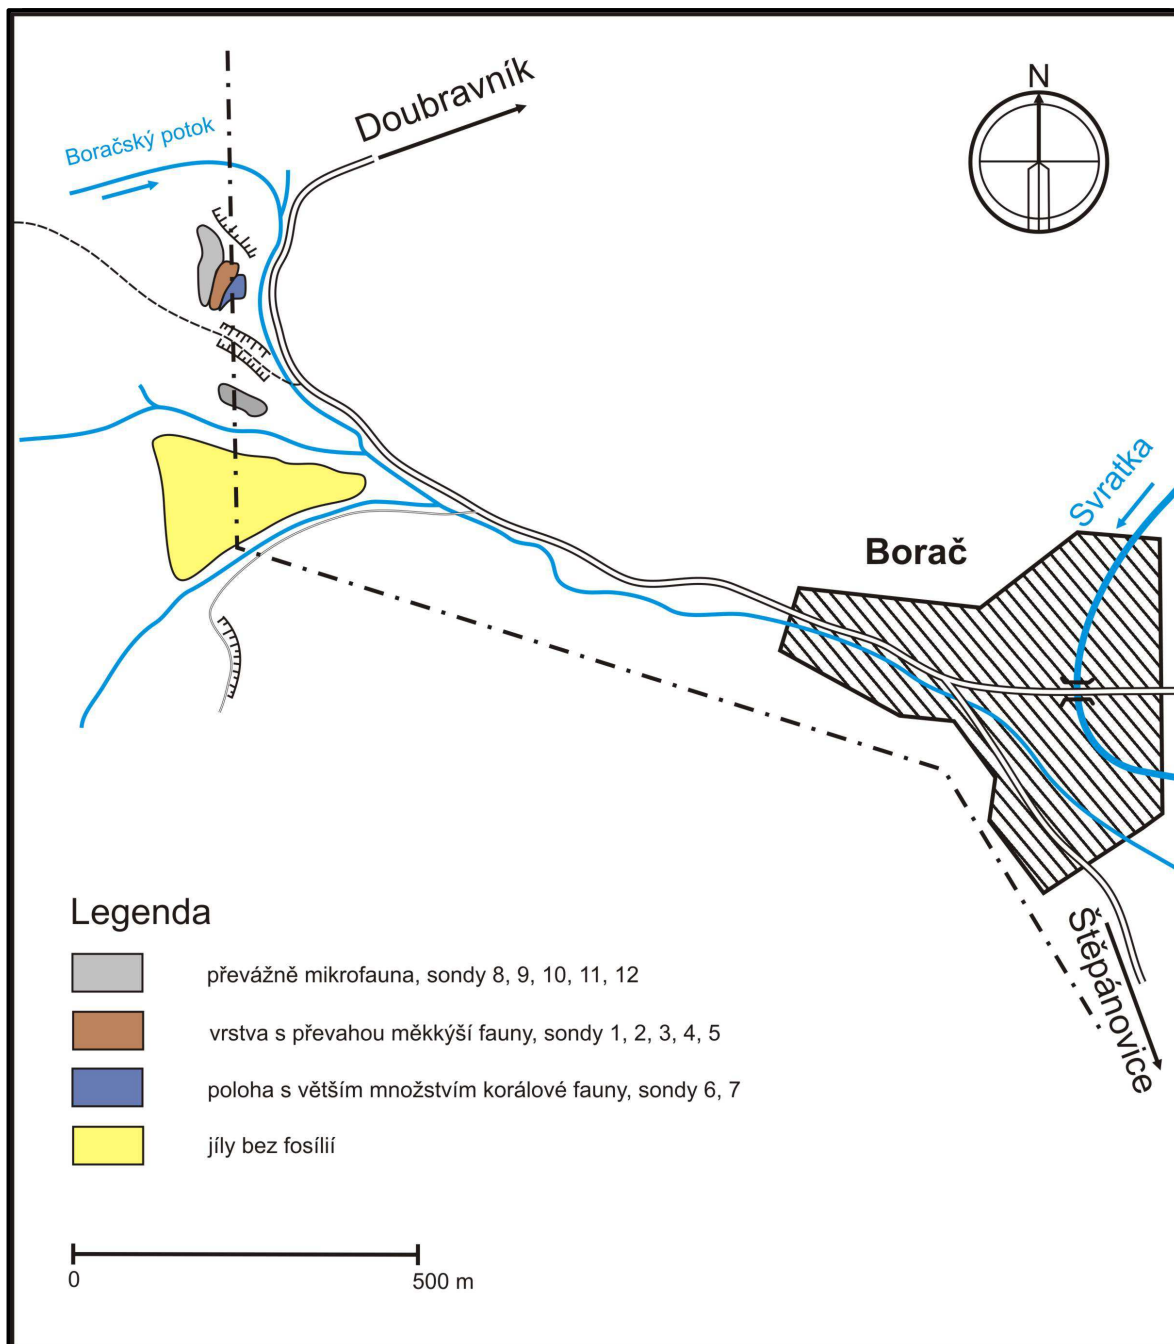 N
Doubravník
Boračský potok
Svratka
Borač
Štěpánovice
Legenda
převážně mikrofauna, sondy 8, 9, 10, 11, 12
vrstva s převahou měkkýší fauny, sondy 1, 2, 3, 4, 5
poloha s větším množstvím korálové fauny, sondy 6, 7
jíly bez fosílií
0
500 m